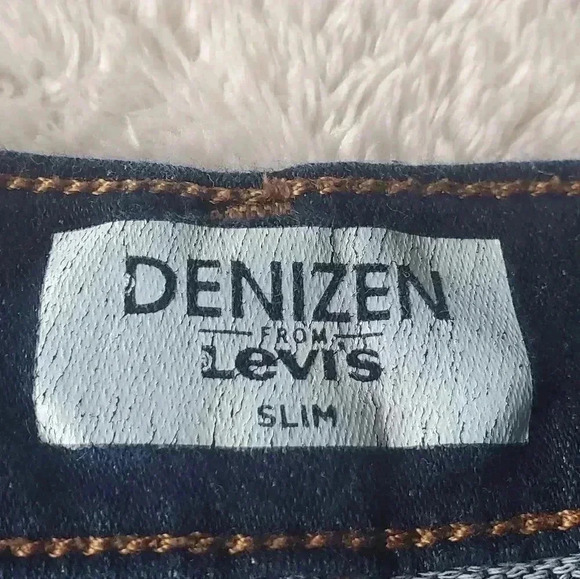 DENIZEN
FROM
Levi's
SLIM